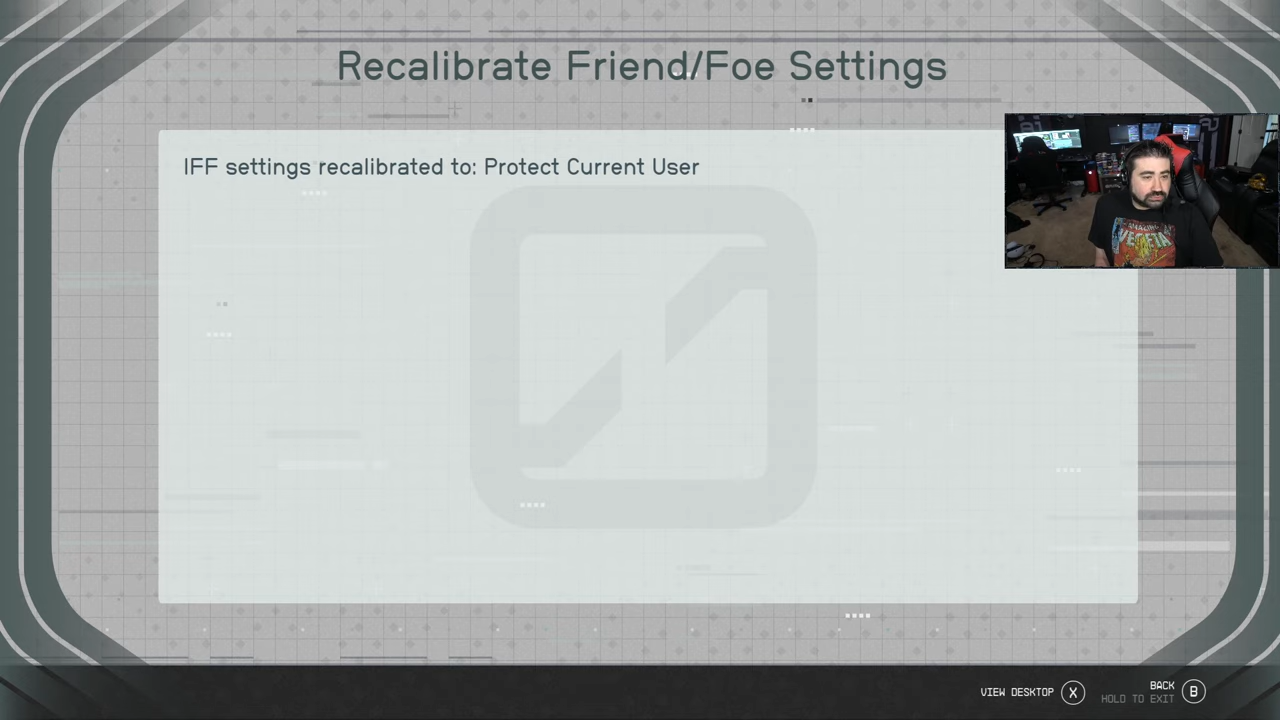 Recalibrate Friend/Foe Settings
IFF settings recalibrated to: Protect Current User
VIEW DESKTOP X
BACK B
HOLD TO EXIT